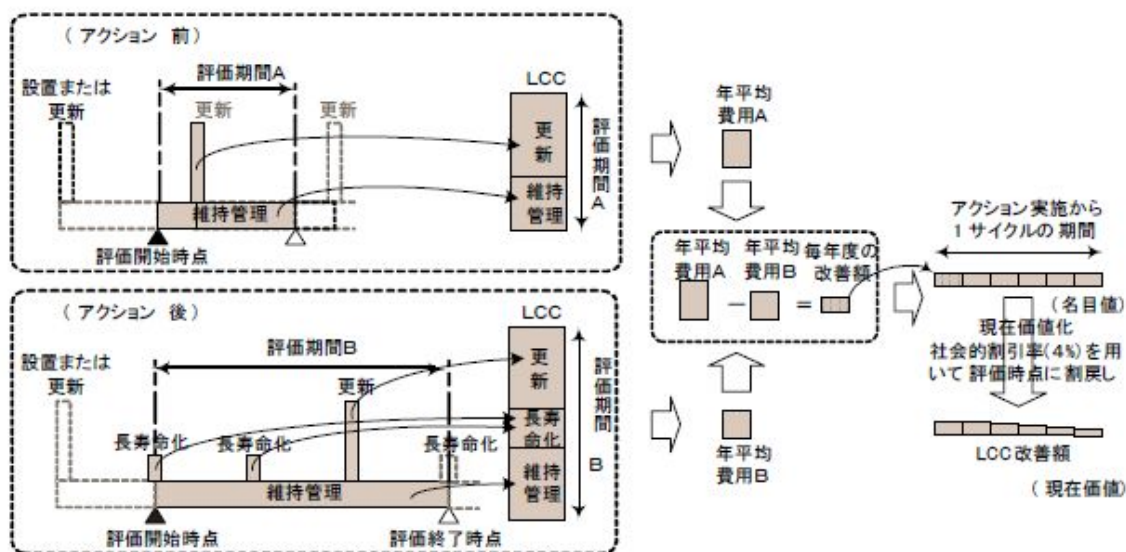 （アクション 前）
設置または
更新
評価期間A
更新
更新
維持管理
評価開始時点
LCC
更
新
維持
管理
評価期間A
年平均
費用A
（アクション 後）
設置または
更新
評価期間B
更新
長寿命化
長寿命化
長寿命化
維持管理
評価開始時点
評価終了時点
LCC
更
新
長寿
命化
維持
管理
評価期間
B
年平均
費用A
年平均
費用B
毎年度の
改善額
－
＝
年平均
費用B
アクション実施から
1サイクルの期間
（名目値）
現在価値化
社会的割引率(4%)を用
いて評価時点に割戻し
LCC改善額
（現在価値）